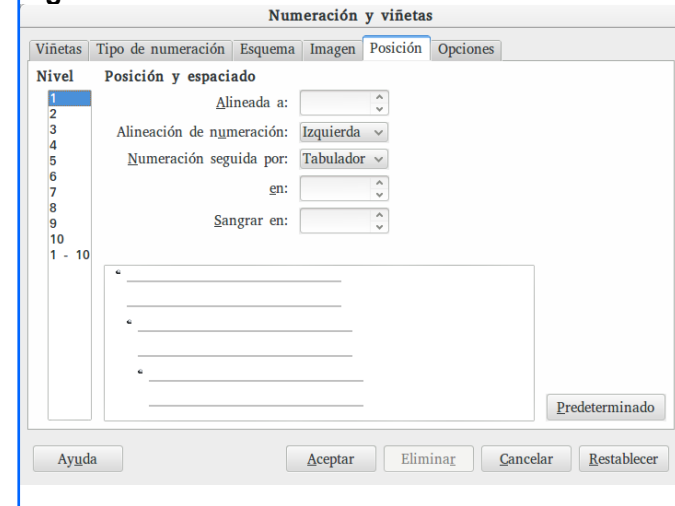 Numeración y viñetas
Viñetas Tipo de numeración Esquema Imagen Posición Opciones
Nivel Posición y espaciado
1
2
3
4
5
6
7
8
9
10
1 - 10
Alineada a:
Alineación de numeración: Izquierda
Numeración seguida por: Tabulador
en:
Sangrar en:
Predeterminado
Ayuda Aceptar Eliminar Cancelar Restablecer